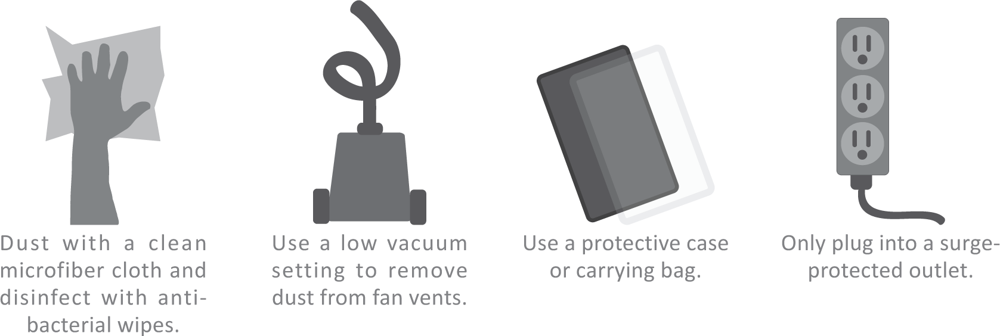 Dust with a clean
microfiber cloth and
disinfect with anti-
bacterial wipes.
Use a low vacuum
setting to remove
dust from fan vents.
Use a protective case
or carrying bag.
Only plug into a surge-
protected outlet.